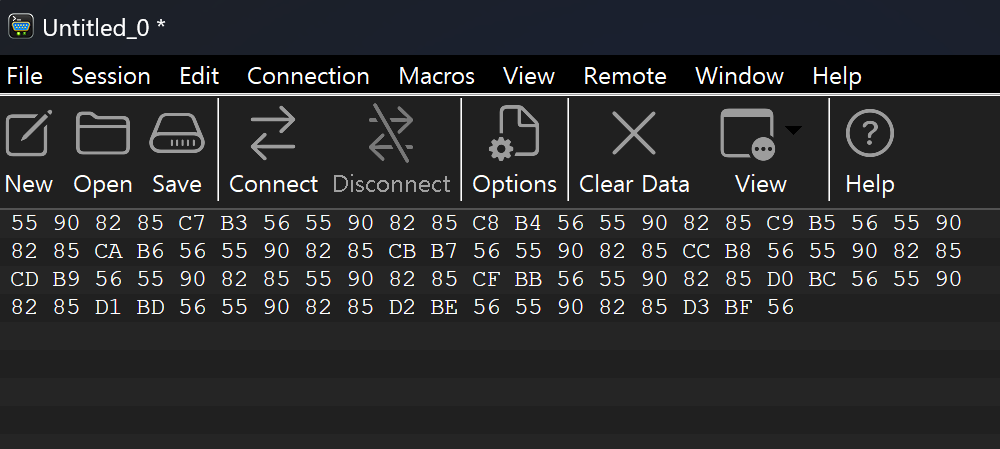 Untitled_0 *
File Session Edit Connection Macros View Remote Window Help
New Open Save Connect Disconnect Options Clear Data View Help
55 90 82 85 C7 B3 56 55 90 82 85 C8 B4 56 55 90 82 85 C9 B5 56 55 90
82 85 CA B6 56 55 90 82 85 CB B7 56 55 90 82 85 CC B8 56 55 90 82 85
CD B9 56 55 90 82 85 55 90 82 85 CF BB 56 55 90 82 85 D0 BC 56 55 90
82 85 D1 BD 56 55 90 82 85 D2 BE 56 55 90 82 85 D3 BF 56